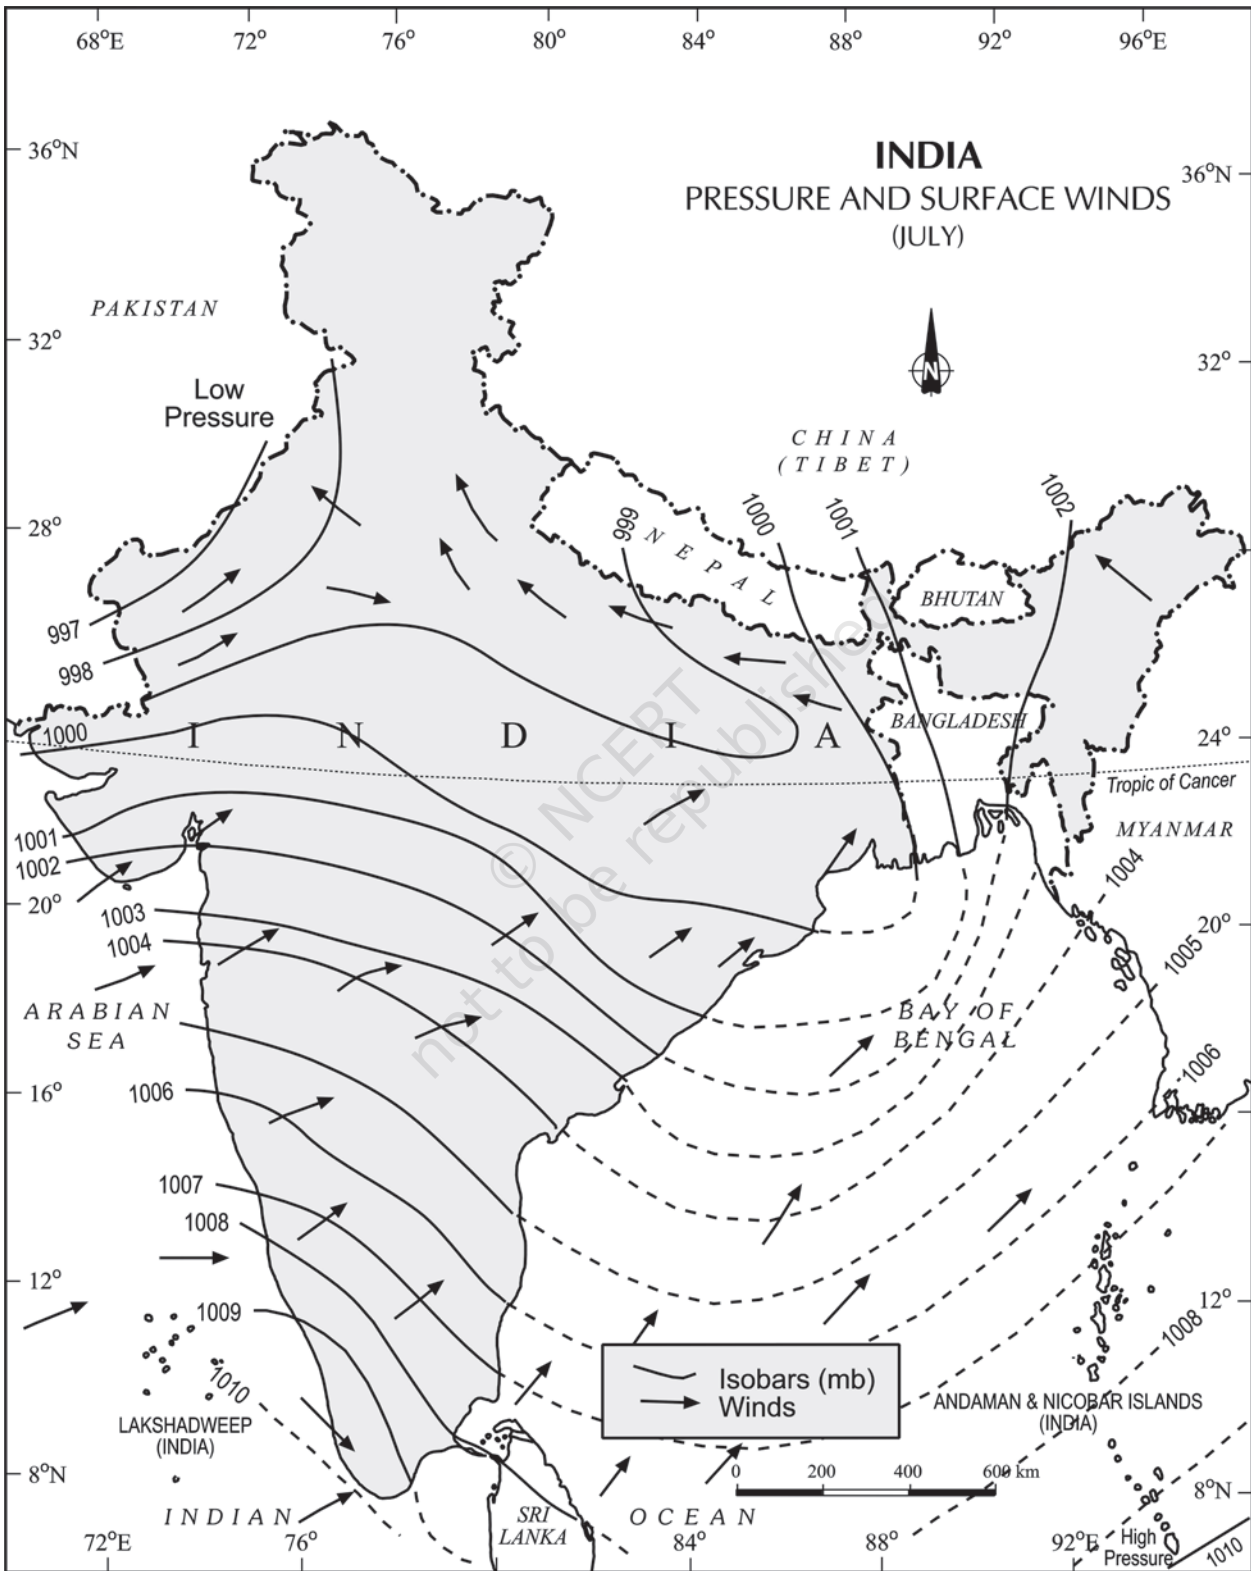 68°E 72° 76° 80° 84° 88° 92° 96°E
INDIA
PRESSURE AND SURFACE WINDS
(JULY)
36°N
36°N
PAKISTAN
32°
32°
N
Low
Pressure
CHINA
(TIBET)
1000
1001
1002
999
28°
28°
NEPAL
BHUTAN
997
998
1000
INDIA
BANGLADESH
24°
Tropic of Cancer
MYANMAR
1001
1002
1004
20°
20°
1003
1004
1005
© NCERT
not to be republished
ARABIAN
SEA
BAY OF
BENGAL
1006
16°
1006
1007
1008
12°
12°
1009
1008
1010
Isobars (mb)
Winds
LAKSHADWEEP
(INDIA)
ANDAMAN & NICOBAR ISLANDS
(INDIA)
0 200 400 600 km
8°N
8°N
INDIAN OCEAN
SRI
LANKA
High
Pressure
1010
72°E 76° 84° 88° 92°E